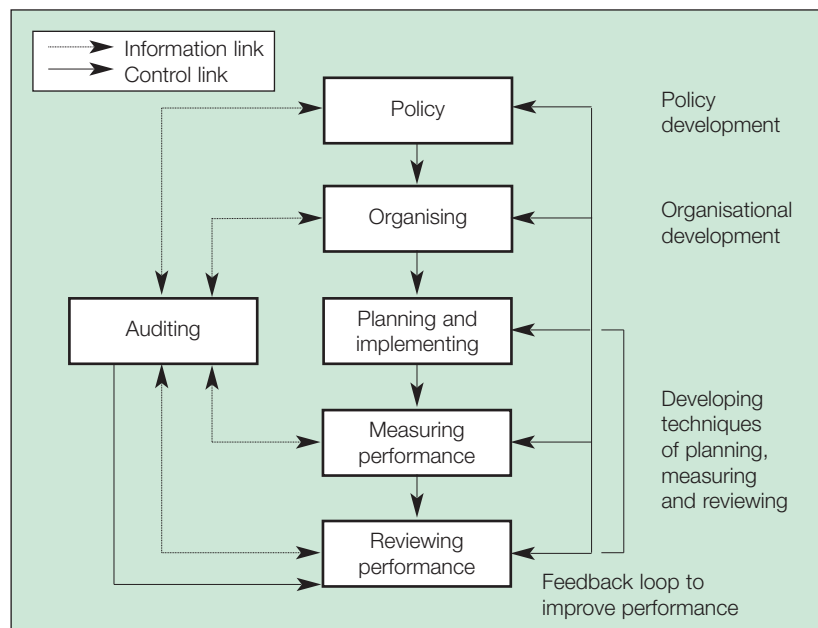 Information link
Control link
Policy
Policy
development
Organising
Organisational
development
Auditing
Planning and
implementing
Measuring
performance
Developing
techniques
of planning,
measuring
and reviewing
Reviewing
performance
Feedback loop to
improve performance